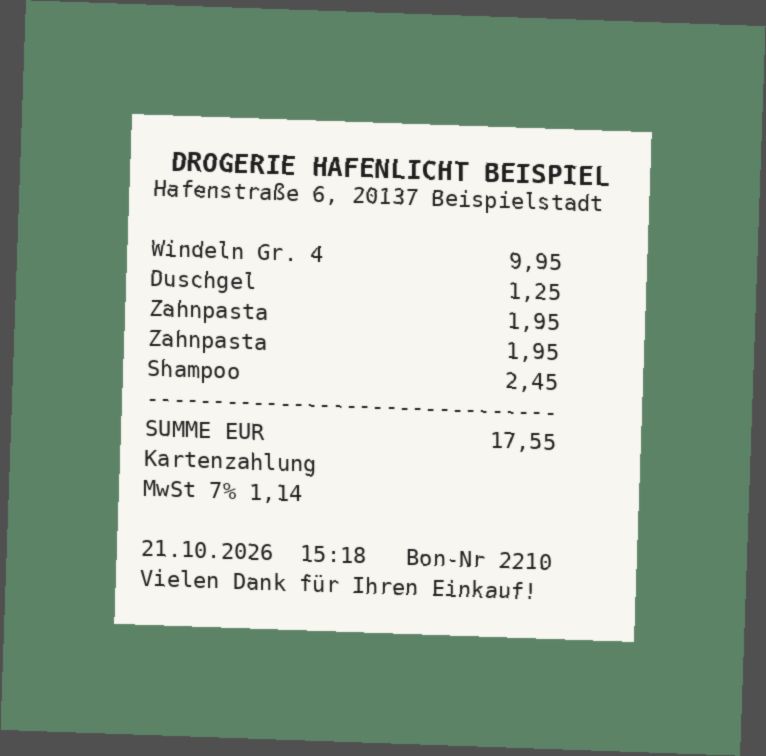 DROGERIE HAFENLICHT BEISPIEL
Hafenstraße 6, 20137 Beispielstadt
Windeln Gr. 4 9,95
Duschgel 1,25
Zahnpasta 1,95
Zahnpasta 1,95
Shampoo 2,45
-------------------------------
SUMME EUR 17,55
Kartenzahlung
MwSt 7% 1,14
21.10.2026 15:18 Bon-Nr 2210
Vielen Dank für Ihren Einkauf!